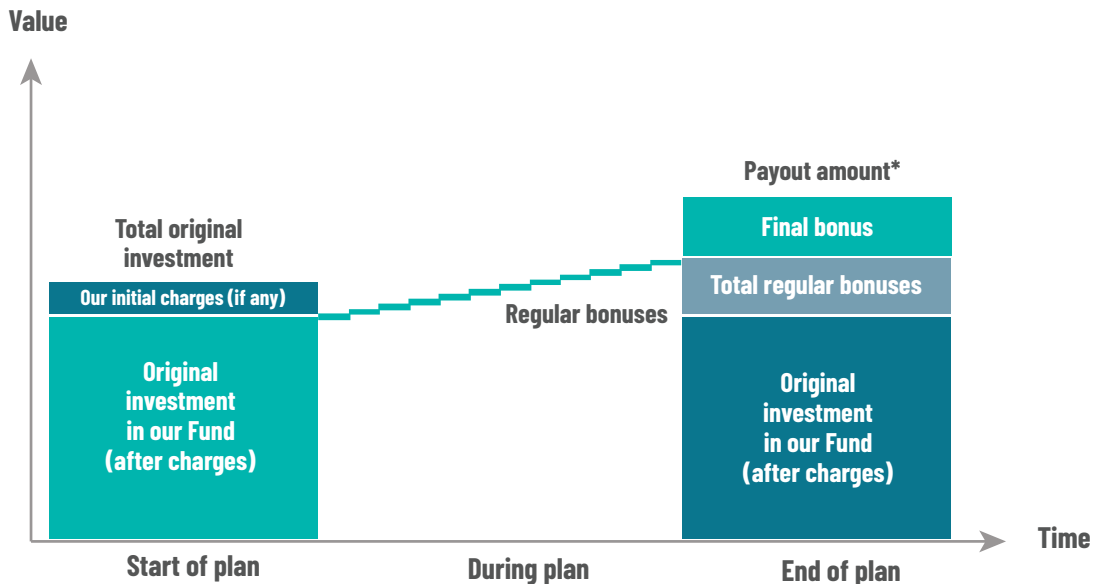 Value
Payout amount*
Final bonus
Total original
investment
Our initial charges (if any)
Total regular bonuses
Regular bonuses
Original
investment
in our Fund
(after charges)
Original
investment
in our Fund
(after charges)
Time
Start of plan
During plan
End of plan